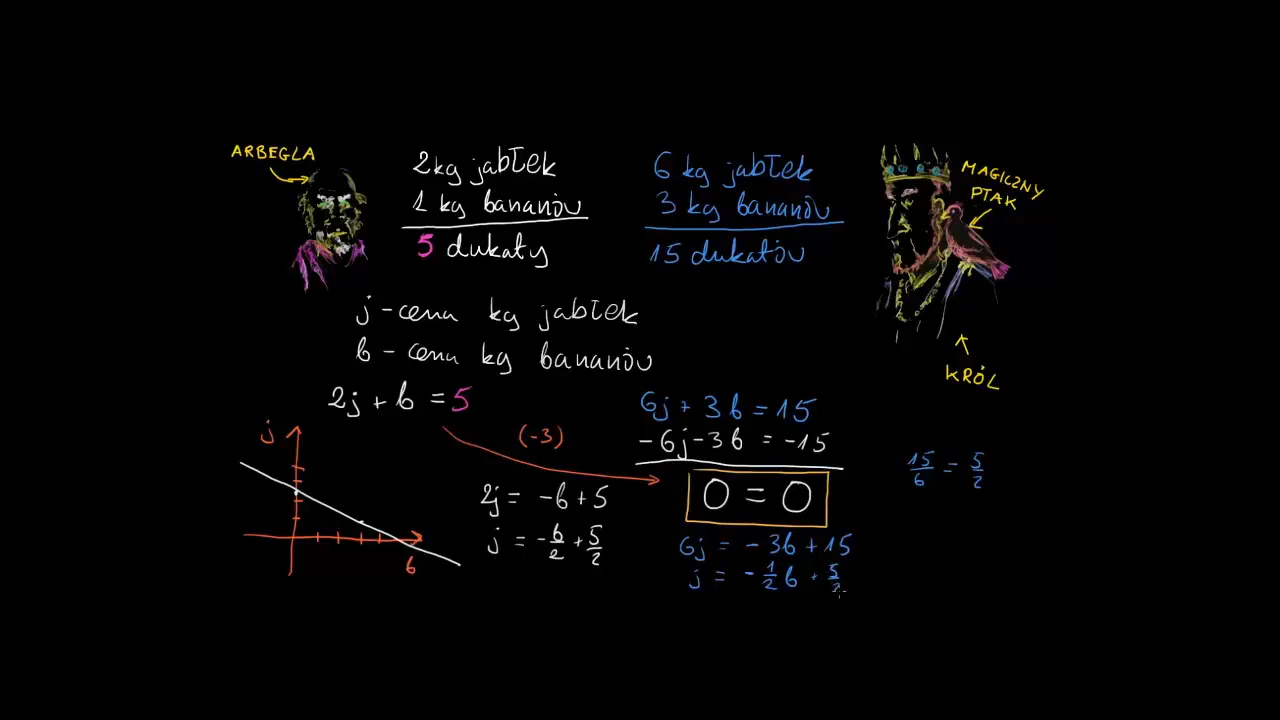 ARBEGLA
2kg jabłek
1 kg bananów
5 dukaty
6 kg jabłek
3 kg bananów
15 dukatów
MAGICZNY
PTAK
KRÓL
j - cena kg jabłek
b - cena kg bananów
2j + b = 5
(-3)
6j + 3b = 15
-6j - 3b = -15
0 = 0
15/6 = 5/2
j
b
2j = -b + 5
j = -b/2 + 5/2
6j = -3b + 15
j = -1/2 b + 5/2